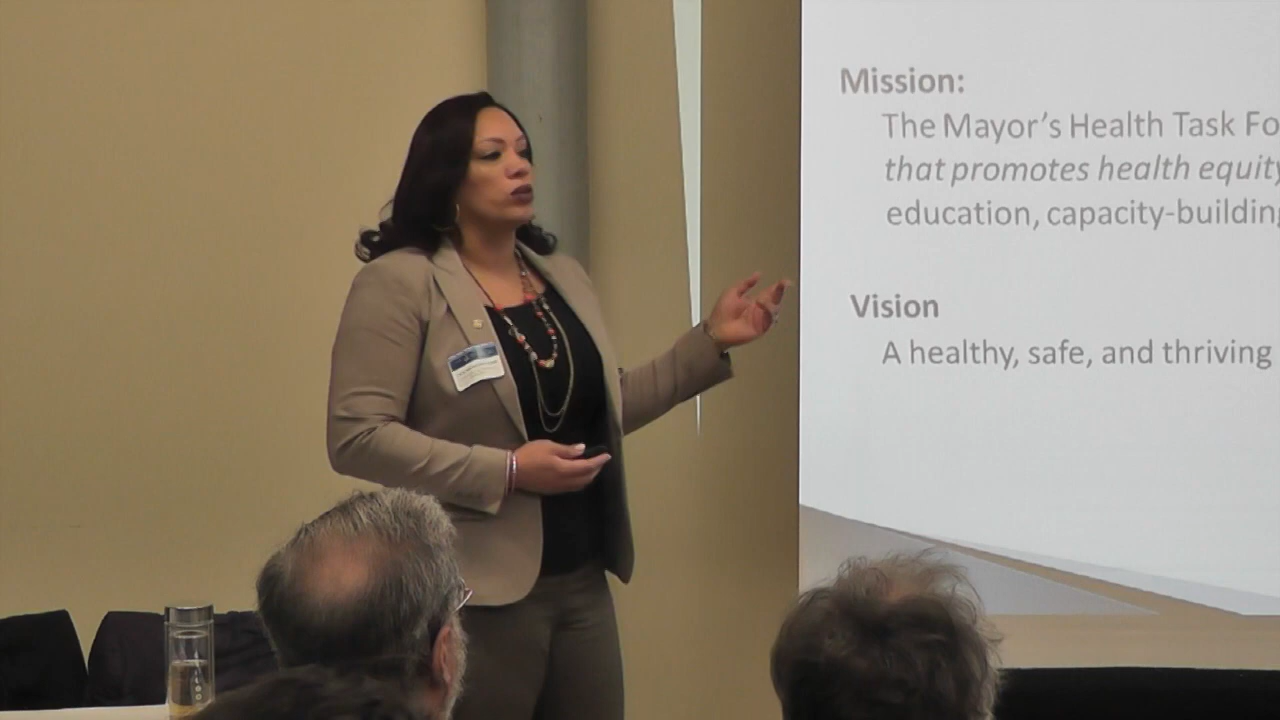 Mission:
The Mayor's Health Task Fo
that promotes health equity
education, capacity-building
Vision
A healthy, safe, and thriving